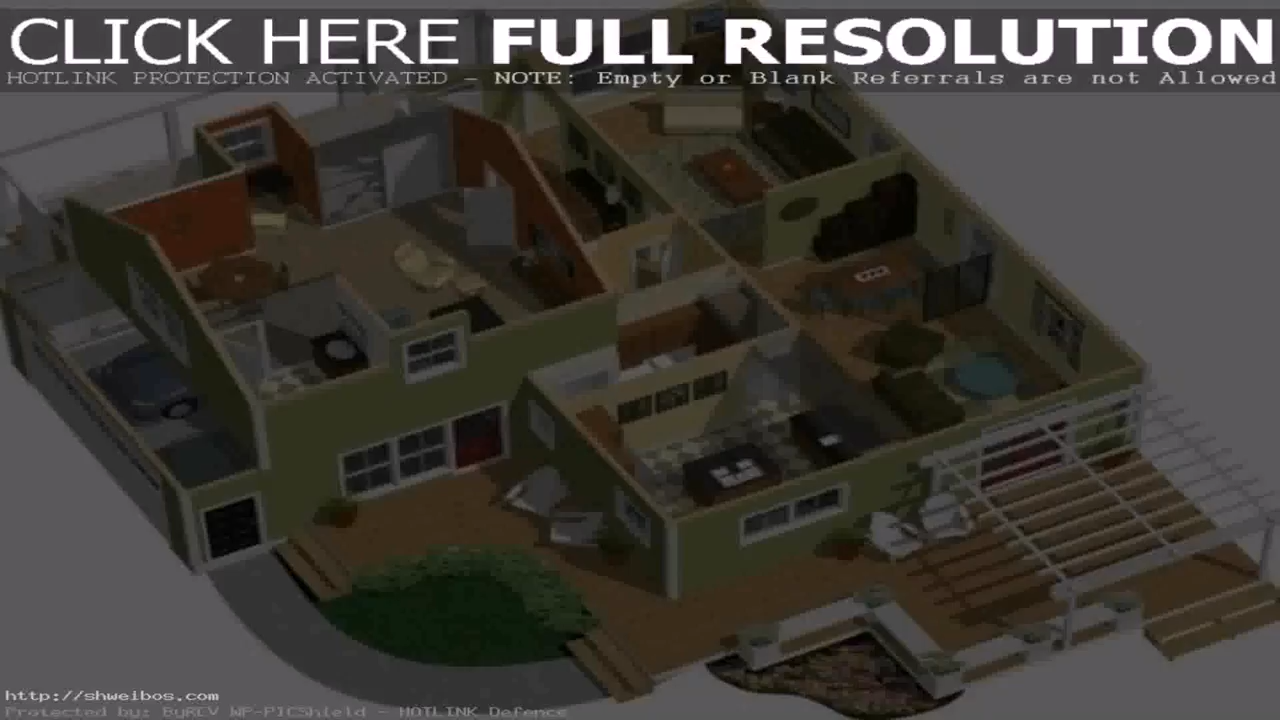 CLICK HERE FULL RESOLUTION
HOTLINK PROTECTION ACTIVATED - NOTE: Empty or Blank Referrals are not Allowed
http://shweibos.com
Protected by: ByREV WP-PICShield - HOTLINK Defence